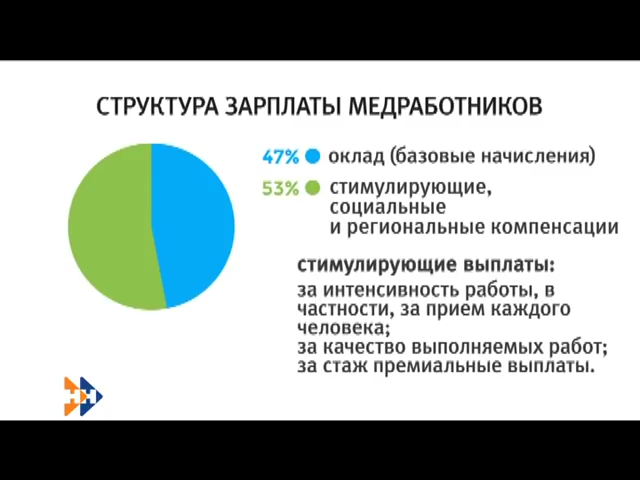 СТРУКТУРА ЗАРПЛАТЫ МЕДРАБОТНИКОВ
47% оклад (базовые начисления)
53% стимулирующие,
социальные
и региональные компенсации
стимулирующие выплаты:
за интенсивность работы, в
частности, за прием каждого
человека;
за качество выполняемых работ;
за стаж премиальные выплаты.
НН